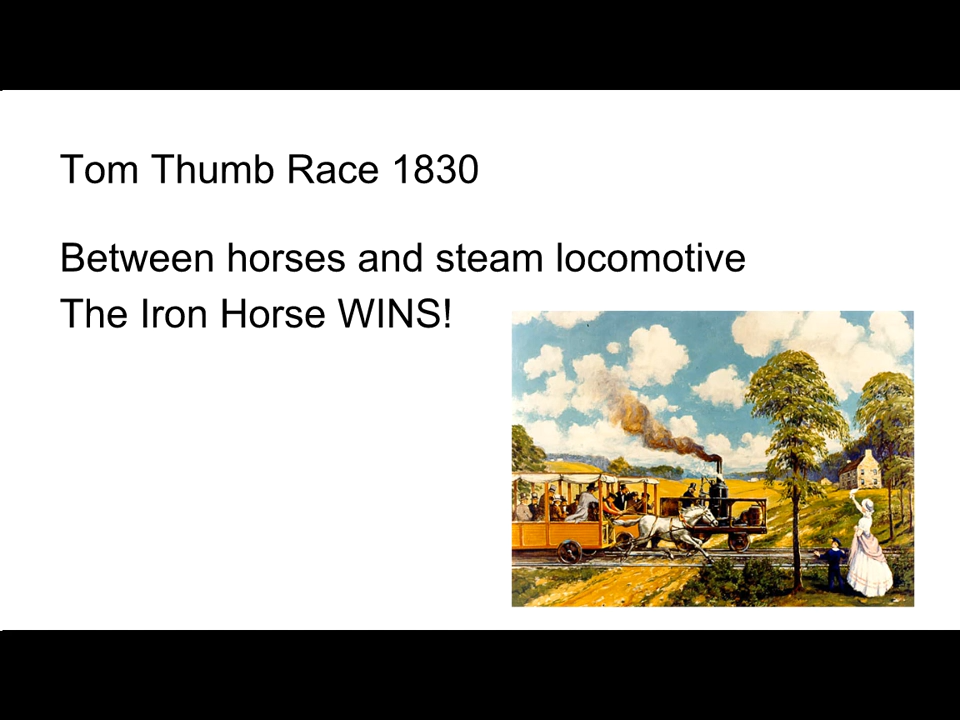 Tom Thumb Race 1830
Between horses and steam locomotive
The Iron Horse WINS!